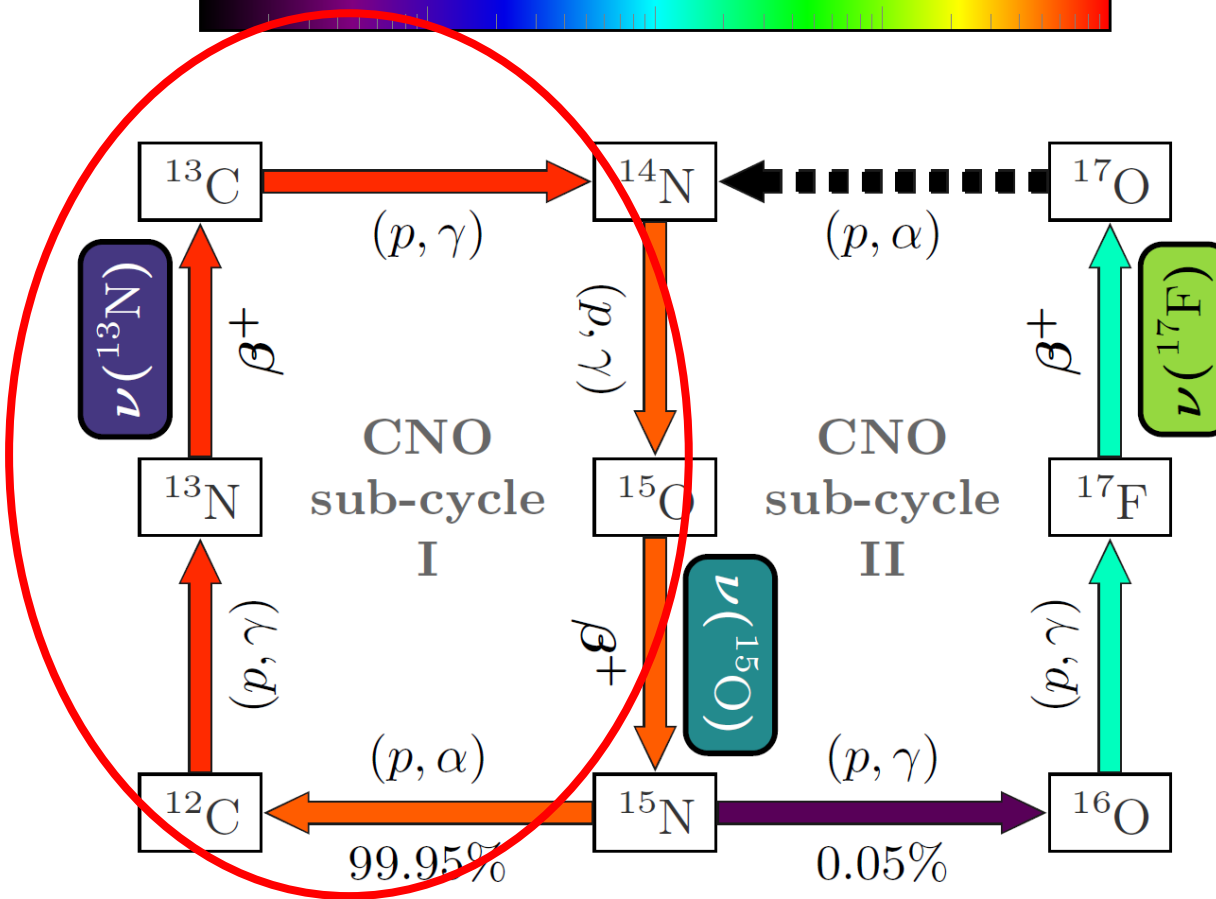 ¹³C
¹⁴N
¹⁷O
(p, γ)
(p, α)
ν(¹³N)
β⁺
(p, γ)
β⁺
ν(¹⁷F)
CNO
sub-cycle
I
CNO
sub-cycle
II
¹³N
¹⁵O
¹⁷F
(p, γ)
β⁺
ν(¹⁵O)
(p, γ)
(p, α)
(p, γ)
¹²C
¹⁵N
¹⁶O
99.95%
0.05%